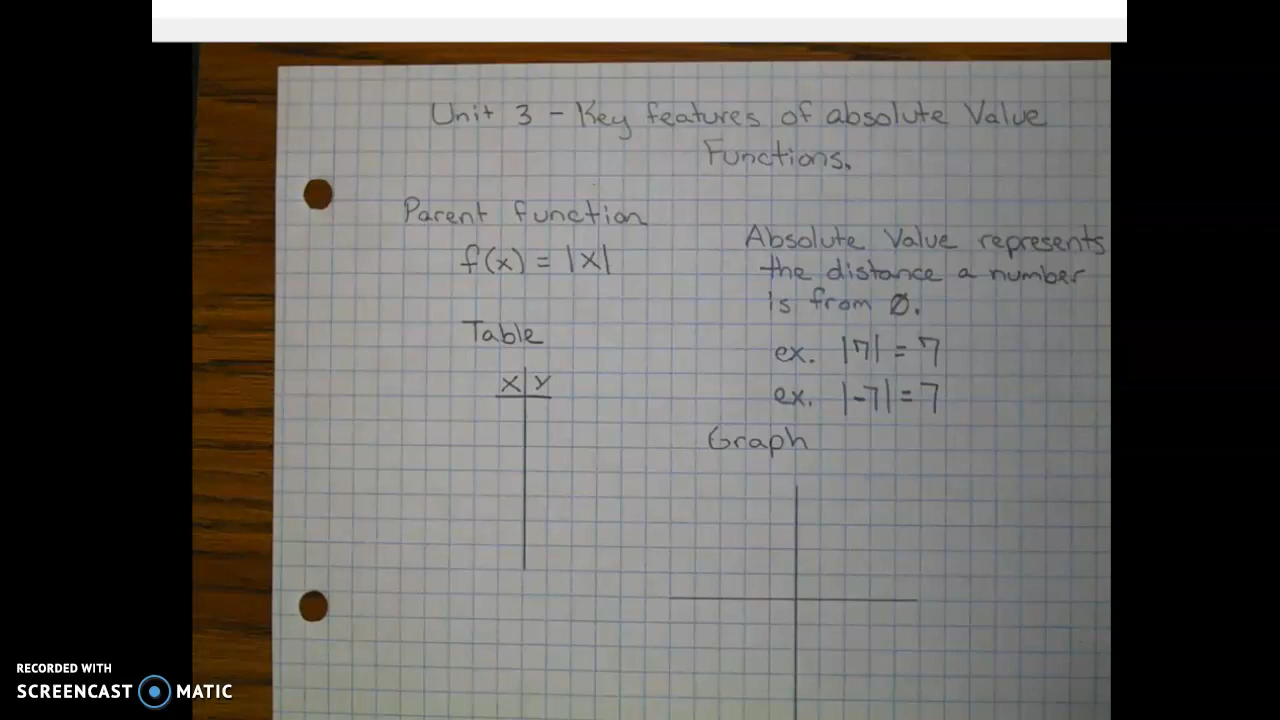 Unit 3 - Key features of absolute Value
Functions.
Parent function
f(x) = |x|
Absolute Value represents
the distance a number
is from 0.
Table
x y
ex. |7| = 7
ex. |-7| = 7
Graph
RECORDED WITH
SCREENCAST MATIC